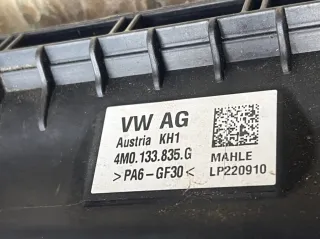 VW AG
Austria KH1
4M0.133.835.G MAHLE
>PA6-GF30< LP220910